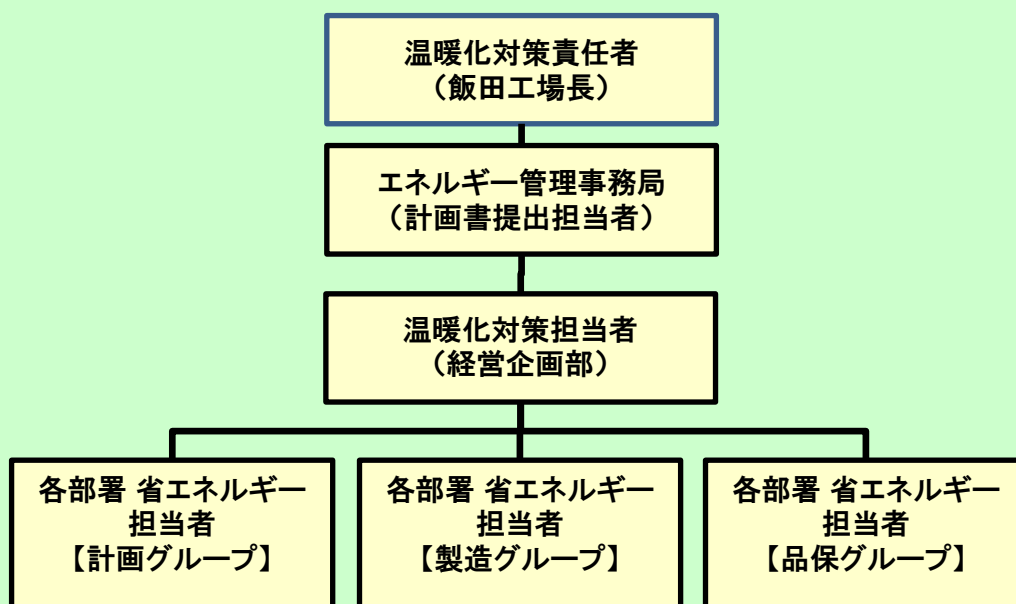 温暖化対策責任者
（飯田工場長）
エネルギー管理事務局
（計画書提出担当者）
温暖化対策担当者
（経営企画部）
各部署 省エネルギー
担当者
【計画グループ】
各部署 省エネルギー
担当者
【製造グループ】
各部署 省エネルギー
担当者
【品保グループ】